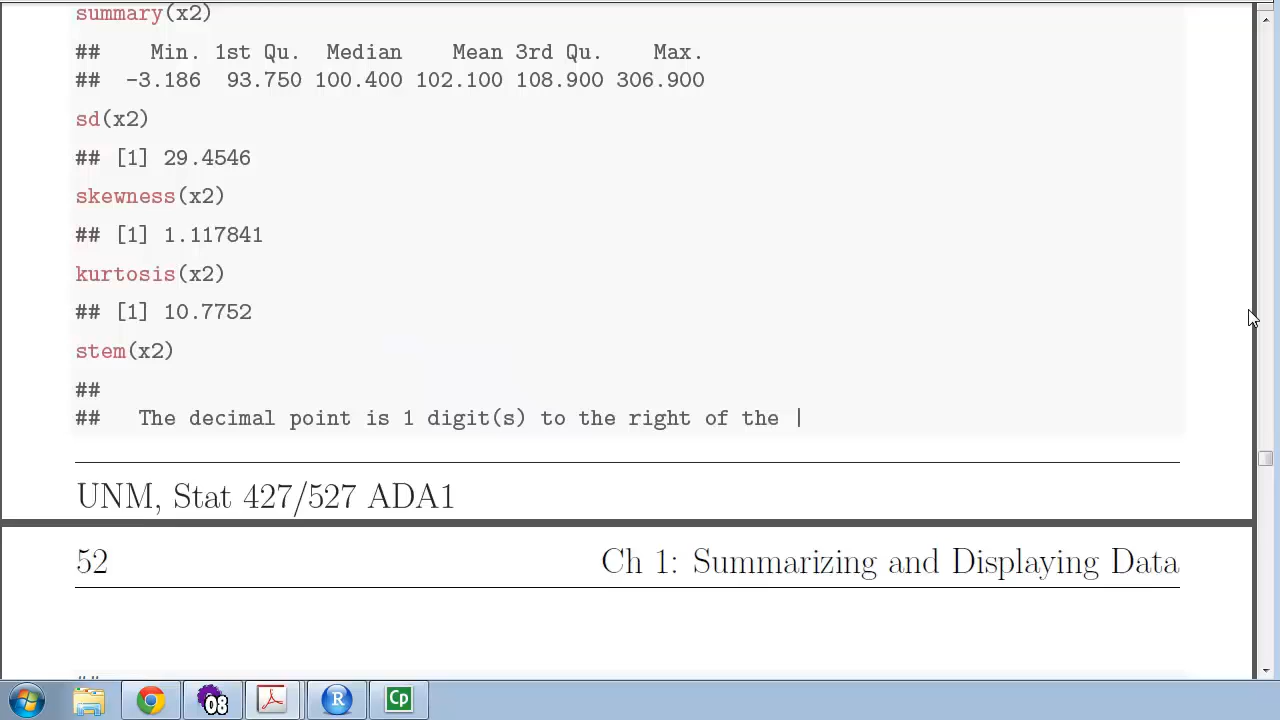 summary(x2)
##    Min. 1st Qu.  Median    Mean 3rd Qu.    Max.
##  -3.186  93.750 100.400 102.100 108.900 306.900
sd(x2)
## [1] 29.4546
skewness(x2)
## [1] 1.117841
kurtosis(x2)
## [1] 10.7752
stem(x2)
##
##   The decimal point is 1 digit(s) to the right of the |
UNM, Stat 427/527 ADA1
52 Ch 1: Summarizing and Displaying Data
##
08 R Cp